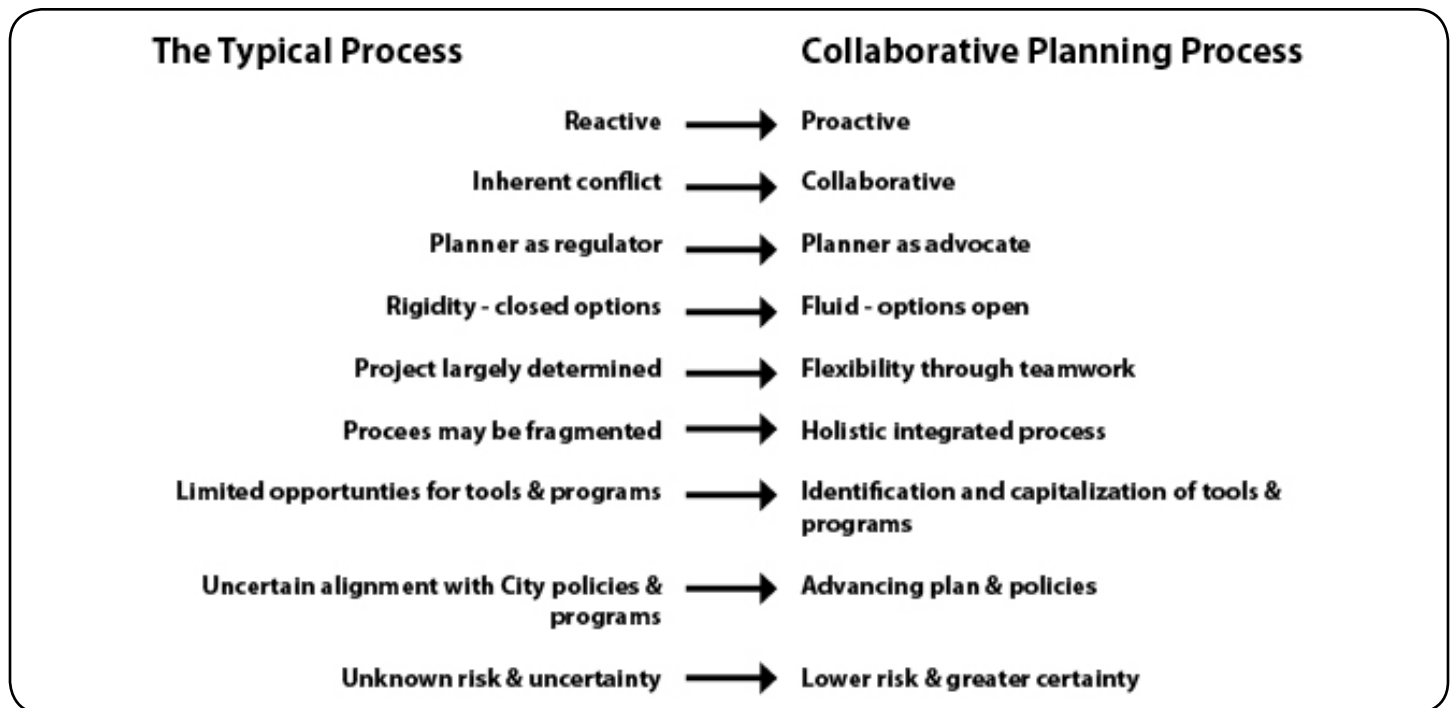 The Typical Process
Collaborative Planning Process
Reactive
Proactive
Inherent conflict
Collaborative
Planner as regulator
Planner as advocate
Rigidity - closed options
Fluid - options open
Project largely determined
Flexibility through teamwork
Procees may be fragmented
Holistic integrated process
Limited opportunties for tools & programs
Identification and capitalization of tools &
programs
Uncertain alignment with City policies &
programs
Advancing plan & policies
Unknown risk & uncertainty
Lower risk & greater certainty